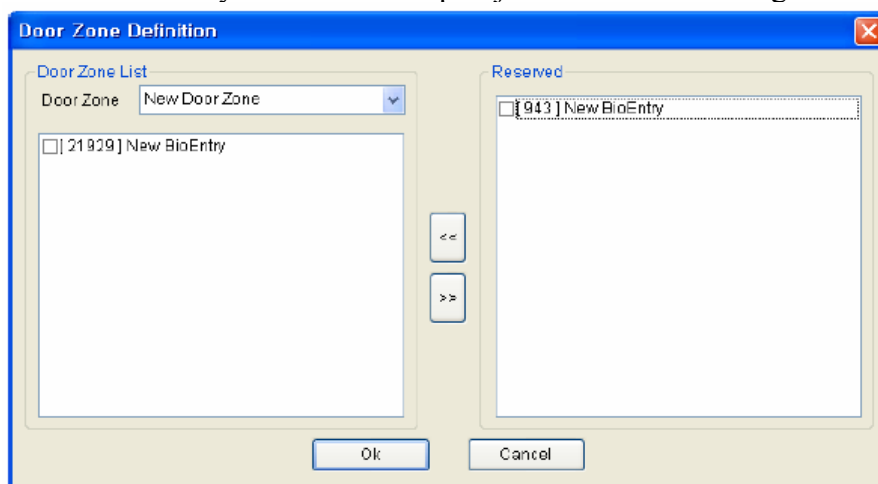 Door Zone Definition
Door Zone List
Door Zone New Door Zone
[ 21929 ] New BioEntry
<<
>>
Reserved
[ 943 ] New BioEntry
Ok
Cancel